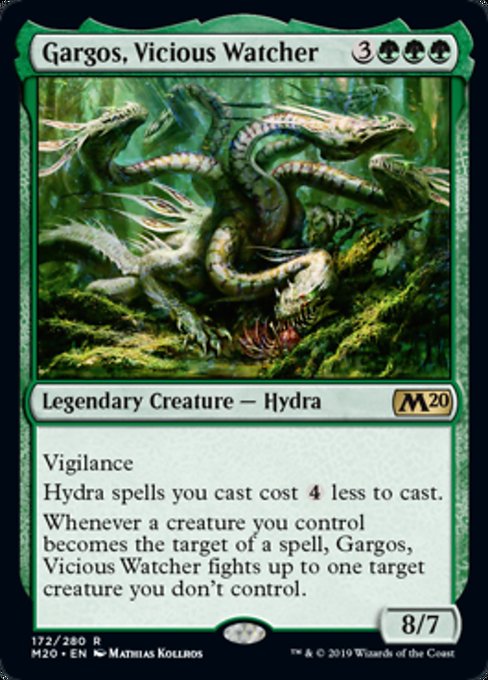 Gargos, Vicious Watcher 3
Legendary Creature — Hydra M20
Vigilance
Hydra spells you cast cost 4 less to cast.
Whenever a creature you control
becomes the target of a spell, Gargos,
Vicious Watcher fights up to one target
creature you don't control.
8/7
172/280 R
M20 • EN Mathias Kollros ™ & © 2019 Wizards of the Coast